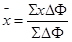 x̄ = ΣxΔΦ / ΣΔΦ